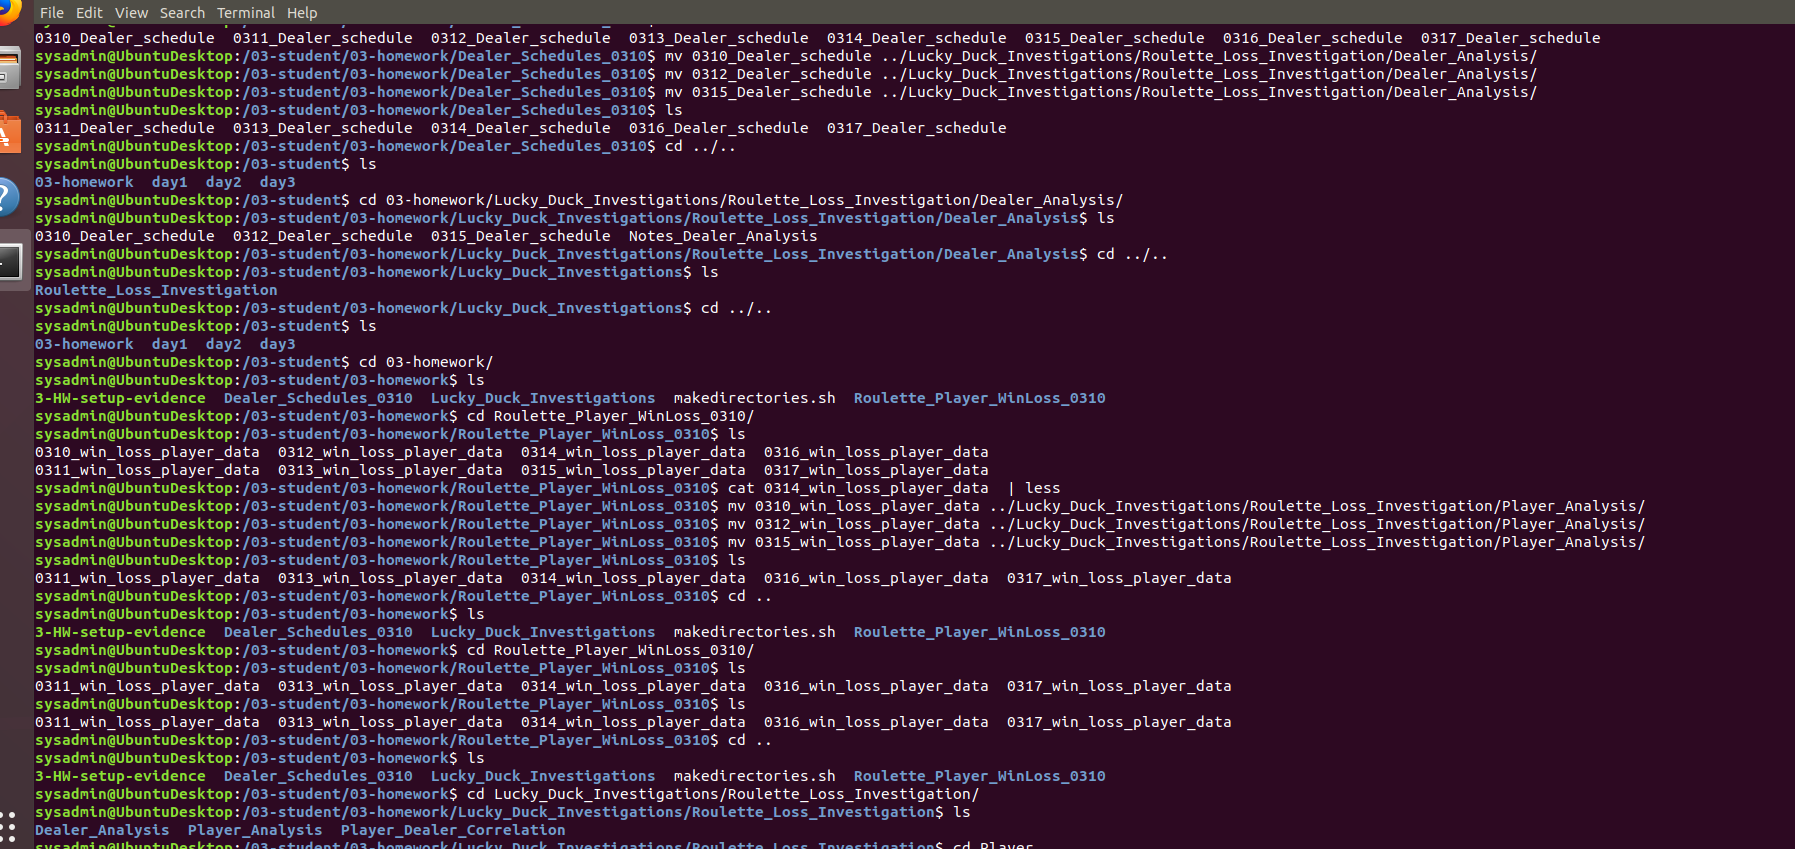 File  Edit  View  Search  Terminal  Help
0310_Dealer_schedule  0311_Dealer_schedule  0312_Dealer_schedule  0313_Dealer_schedule  0314_Dealer_schedule  0315_Dealer_schedule  0316_Dealer_schedule  0317_Dealer_schedule
sysadmin@UbuntuDesktop:/03-student/03-homework/Dealer_Schedules_0310$ mv 0310_Dealer_schedule ../Lucky_Duck_Investigations/Roulette_Loss_Investigation/Dealer_Analysis/
sysadmin@UbuntuDesktop:/03-student/03-homework/Dealer_Schedules_0310$ mv 0312_Dealer_schedule ../Lucky_Duck_Investigations/Roulette_Loss_Investigation/Dealer_Analysis/
sysadmin@UbuntuDesktop:/03-student/03-homework/Dealer_Schedules_0310$ mv 0315_Dealer_schedule ../Lucky_Duck_Investigations/Roulette_Loss_Investigation/Dealer_Analysis/
sysadmin@UbuntuDesktop:/03-student/03-homework/Dealer_Schedules_0310$ ls
0311_Dealer_schedule  0313_Dealer_schedule  0314_Dealer_schedule  0316_Dealer_schedule  0317_Dealer_schedule
sysadmin@UbuntuDesktop:/03-student/03-homework/Dealer_Schedules_0310$ cd ../..
sysadmin@UbuntuDesktop:/03-student$ ls
03-homework  day1  day2  day3
sysadmin@UbuntuDesktop:/03-student$ cd 03-homework/Lucky_Duck_Investigations/Roulette_Loss_Investigation/Dealer_Analysis/
sysadmin@UbuntuDesktop:/03-student/03-homework/Lucky_Duck_Investigations/Roulette_Loss_Investigation/Dealer_Analysis$ ls
0310_Dealer_schedule  0312_Dealer_schedule  0315_Dealer_schedule  Notes_Dealer_Analysis
sysadmin@UbuntuDesktop:/03-student/03-homework/Lucky_Duck_Investigations/Roulette_Loss_Investigation/Dealer_Analysis$ cd ../..
sysadmin@UbuntuDesktop:/03-student/03-homework/Lucky_Duck_Investigations$ ls
Roulette_Loss_Investigation
sysadmin@UbuntuDesktop:/03-student/03-homework/Lucky_Duck_Investigations$ cd ../..
sysadmin@UbuntuDesktop:/03-student$ ls
03-homework  day1  day2  day3
sysadmin@UbuntuDesktop:/03-student$ cd 03-homework/
sysadmin@UbuntuDesktop:/03-student/03-homework$ ls
3-HW-setup-evidence  Dealer_Schedules_0310  Lucky_Duck_Investigations  makedirectories.sh  Roulette_Player_WinLoss_0310
sysadmin@UbuntuDesktop:/03-student/03-homework$ cd Roulette_Player_WinLoss_0310/
sysadmin@UbuntuDesktop:/03-student/03-homework/Roulette_Player_WinLoss_0310$ ls
0310_win_loss_player_data  0312_win_loss_player_data  0314_win_loss_player_data  0316_win_loss_player_data
0311_win_loss_player_data  0313_win_loss_player_data  0315_win_loss_player_data  0317_win_loss_player_data
sysadmin@UbuntuDesktop:/03-student/03-homework/Roulette_Player_WinLoss_0310$ cat 0314_win_loss_player_data  | less
sysadmin@UbuntuDesktop:/03-student/03-homework/Roulette_Player_WinLoss_0310$ mv 0310_win_loss_player_data ../Lucky_Duck_Investigations/Roulette_Loss_Investigation/Player_Analysis/
sysadmin@UbuntuDesktop:/03-student/03-homework/Roulette_Player_WinLoss_0310$ mv 0312_win_loss_player_data ../Lucky_Duck_Investigations/Roulette_Loss_Investigation/Player_Analysis/
sysadmin@UbuntuDesktop:/03-student/03-homework/Roulette_Player_WinLoss_0310$ mv 0315_win_loss_player_data ../Lucky_Duck_Investigations/Roulette_Loss_Investigation/Player_Analysis/
sysadmin@UbuntuDesktop:/03-student/03-homework/Roulette_Player_WinLoss_0310$ ls
0311_win_loss_player_data  0313_win_loss_player_data  0314_win_loss_player_data  0316_win_loss_player_data  0317_win_loss_player_data
sysadmin@UbuntuDesktop:/03-student/03-homework/Roulette_Player_WinLoss_0310$ cd ..
sysadmin@UbuntuDesktop:/03-student/03-homework$ ls
3-HW-setup-evidence  Dealer_Schedules_0310  Lucky_Duck_Investigations  makedirectories.sh  Roulette_Player_WinLoss_0310
sysadmin@UbuntuDesktop:/03-student/03-homework$ cd Roulette_Player_WinLoss_0310/
sysadmin@UbuntuDesktop:/03-student/03-homework/Roulette_Player_WinLoss_0310$ ls
0311_win_loss_player_data  0313_win_loss_player_data  0314_win_loss_player_data  0316_win_loss_player_data  0317_win_loss_player_data
sysadmin@UbuntuDesktop:/03-student/03-homework/Roulette_Player_WinLoss_0310$ ls
0311_win_loss_player_data  0313_win_loss_player_data  0314_win_loss_player_data  0316_win_loss_player_data  0317_win_loss_player_data
sysadmin@UbuntuDesktop:/03-student/03-homework/Roulette_Player_WinLoss_0310$ cd ..
sysadmin@UbuntuDesktop:/03-student/03-homework$ ls
3-HW-setup-evidence  Dealer_Schedules_0310  Lucky_Duck_Investigations  makedirectories.sh  Roulette_Player_WinLoss_0310
sysadmin@UbuntuDesktop:/03-student/03-homework$ cd Lucky_Duck_Investigations/Roulette_Loss_Investigation/
sysadmin@UbuntuDesktop:/03-student/03-homework/Lucky_Duck_Investigations/Roulette_Loss_Investigation$ ls
Dealer_Analysis  Player_Analysis  Player_Dealer_Correlation
sysadmin@UbuntuDesktop:/03-student/03-homework/Lucky_Duck_Investigations/Roulette_Loss_Investigation$ cd Player